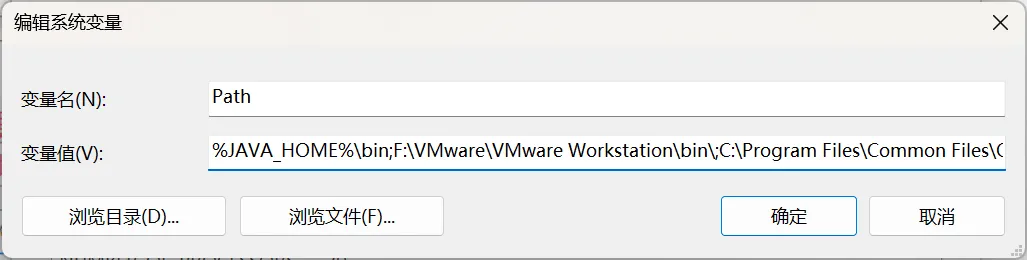 编辑系统变量
变量名(N):
Path
变量值(V):
%JAVA_HOME%\bin;F:\VMware\VMware Workstation\bin\;C:\Program Files\Common Files\
浏览目录(D)...
浏览文件(F)...
确定
取消